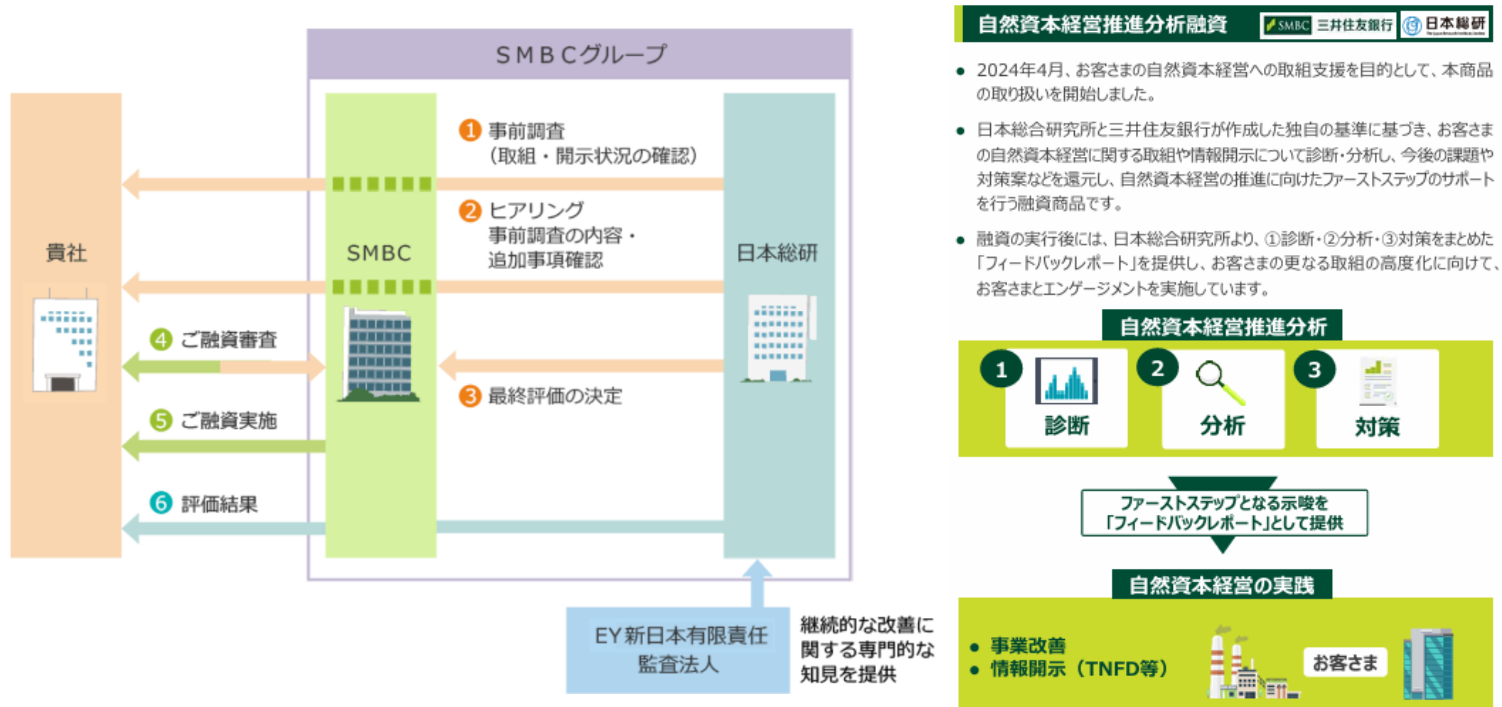 SMBCグループ
貴社
SMBC
日本総研
❶ 事前調査
(取組・開示状況の確認)
❷ ヒアリング
事前調査の内容・
追加事項確認
❹ ご融資審査
❸ 最終評価の決定
❺ ご融資実施
❻ 評価結果
EY新日本有限責任
監査法人
継続的な改善に
関する専門的な
知見を提供
自然資本経営推進分析融資
SMBC 三井住友銀行
日本総研
The Japan Research Institute, Limited
● 2024年4月、お客さまの自然資本経営への取組支援を目的として、本商品
の取り扱いを開始しました。
● 日本総合研究所と三井住友銀行が作成した独自の基準に基づき、お客さま
の自然資本経営に関する取組や情報開示について診断・分析し、今後の課題や
対策案などを還元し、自然資本経営の推進に向けたファーストステップのサポート
を行う融資商品です。
● 融資の実行後には、日本総合研究所より、①診断・②分析・③対策をまとめた
「フィードバックレポート」を提供し、お客さまの更なる取組の高度化に向けて、
お客さまとエンゲージメントを実施しています。
自然資本経営推進分析
1
診断
2
分析
3
対策
ファーストステップとなる示唆を
「フィードバックレポート」として提供
自然資本経営の実践
● 事業改善
● 情報開示(TNFD等)
お客さま